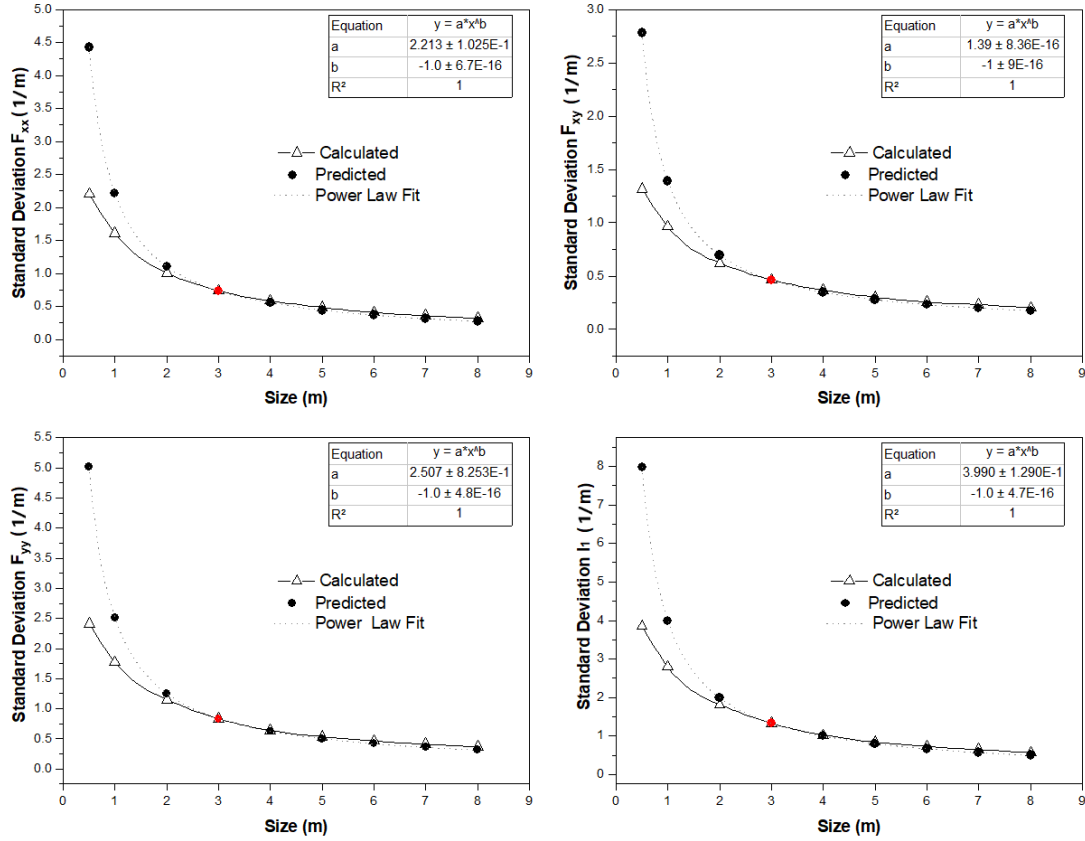 Equation y = a*x^b
a 2.213 ± 1.025E-1
b -1.0 ± 6.7E-16
R² 1
Calculated
Predicted
Power Law Fit
5.0
4.5
4.0
3.5
3.0
2.5
2.0
1.5
1.0
0.5
0.0
0 1 2 3 4 5 6 7 8 9
Standard Deviation Fxx (1/m)
Size (m)
Equation y = a*x^b
a 1.39 ± 8.36E-16
b -1 ± 9E-16
R² 1
Calculated
Predicted
Power Law Fit
3.0
2.5
2.0
1.5
1.0
0.5
0.0
0 1 2 3 4 5 6 7 8 9
Standard Deviation Fxy (1/m)
Size (m)
Equation y = a*x^b
a 2.507 ± 8.253E-1
b -1.0 ± 4.8E-16
R² 1
Calculated
Predicted
Power Law Fit
5.5
5.0
4.5
4.0
3.5
3.0
2.5
2.0
1.5
1.0
0.5
0.0
0 1 2 3 4 5 6 7 8 9
Standard Deviation Fyy (1/m)
Size (m)
Equation y = a*x^b
a 3.990 ± 1.290E-1
b -1.0 ± 4.7E-16
R² 1
Calculated
Predicted
Power Law Fit
8
7
6
5
4
3
2
1
0
0 1 2 3 4 5 6 7 8 9
Standard Deviation I₁ (1/m)
Size (m)